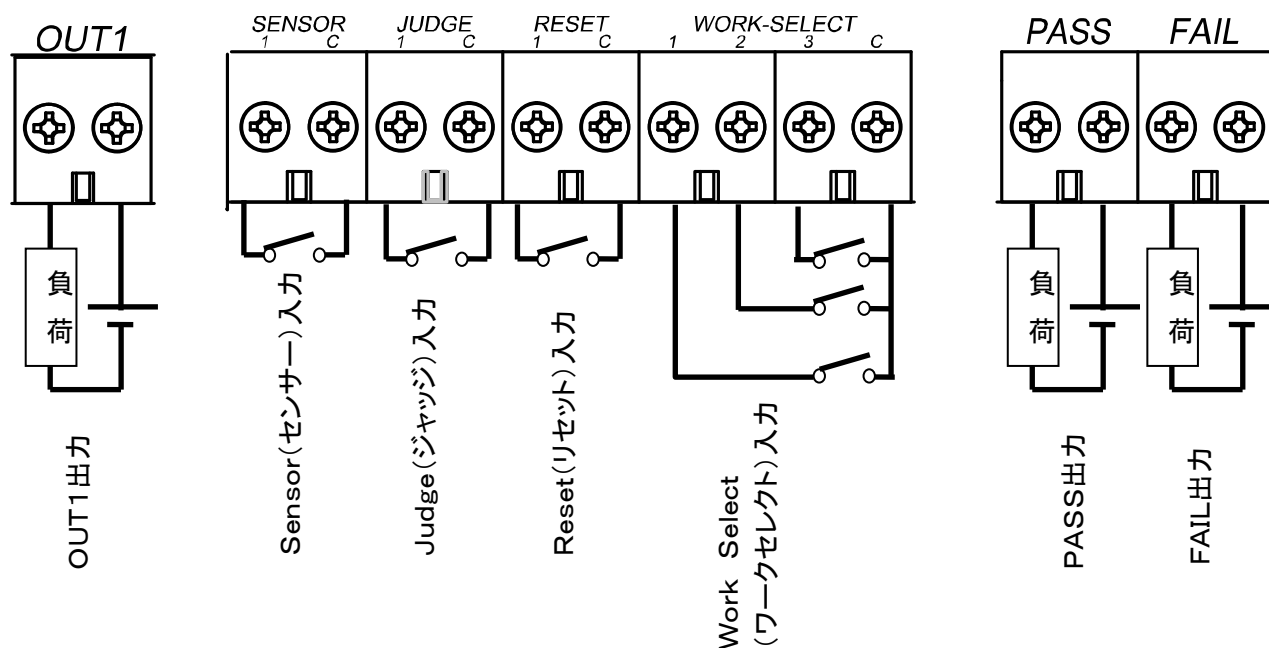 OUT1
SENSOR JUDGE RESET WORK-SELECT
1 C 1 C 1 C 1 2 3 C
PASS FAIL
負荷
負荷
負荷
OUT1出力
Sensor(センサー)入力
Judge(ジャッジ)入力
Reset(リセット)入力
Work Select
(ワークセレクト)入力
PASS出力
FAIL出力